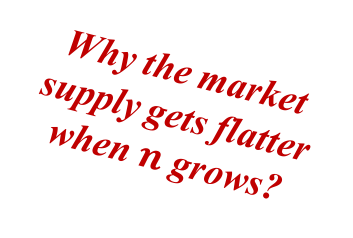 Why the market
supply gets flatter
when n grows?